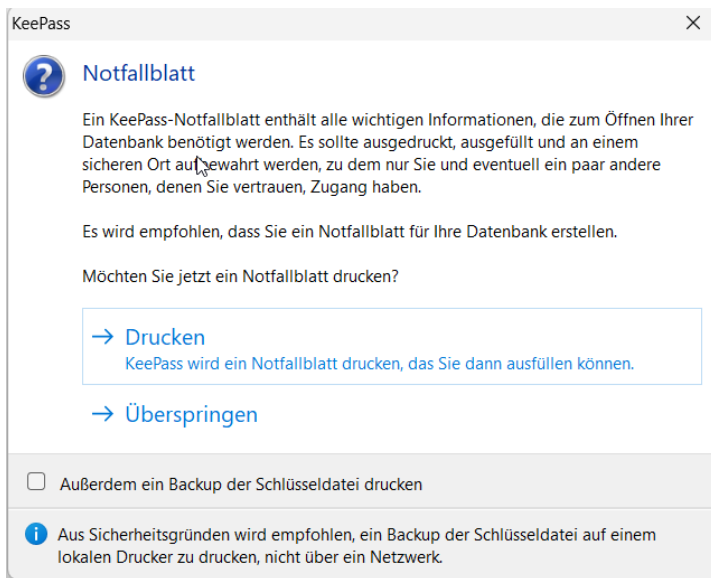 KeePass
Notfallblatt
Ein KeePass-Notfallblatt enthält alle wichtigen Informationen, die zum Öffnen Ihrer
Datenbank benötigt werden. Es sollte ausgedruckt, ausgefüllt und an einem
sicheren Ort aufbewahrt werden, zu dem nur Sie und eventuell ein paar andere
Personen, denen Sie vertrauen, Zugang haben.
Es wird empfohlen, dass Sie ein Notfallblatt für Ihre Datenbank erstellen.
Möchten Sie jetzt ein Notfallblatt drucken?
→ Drucken
KeePass wird ein Notfallblatt drucken, das Sie dann ausfüllen können.
→ Überspringen
Außerdem ein Backup der Schlüsseldatei drucken
Aus Sicherheitsgründen wird empfohlen, ein Backup der Schlüsseldatei auf einem
lokalen Drucker zu drucken, nicht über ein Netzwerk.